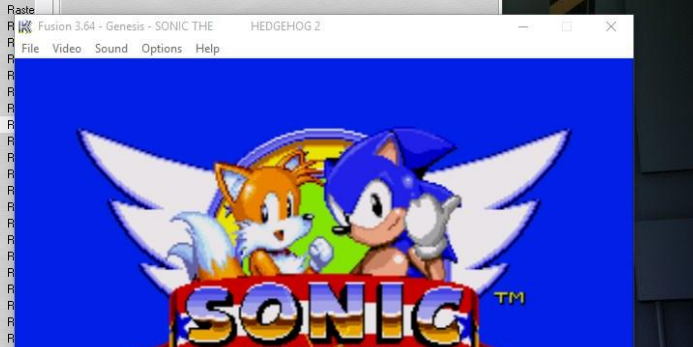 Raste
Fusion 3.64 - Genesis - SONIC THE HEDGEHOG 2
File Video Sound Options Help
SONIC
TM